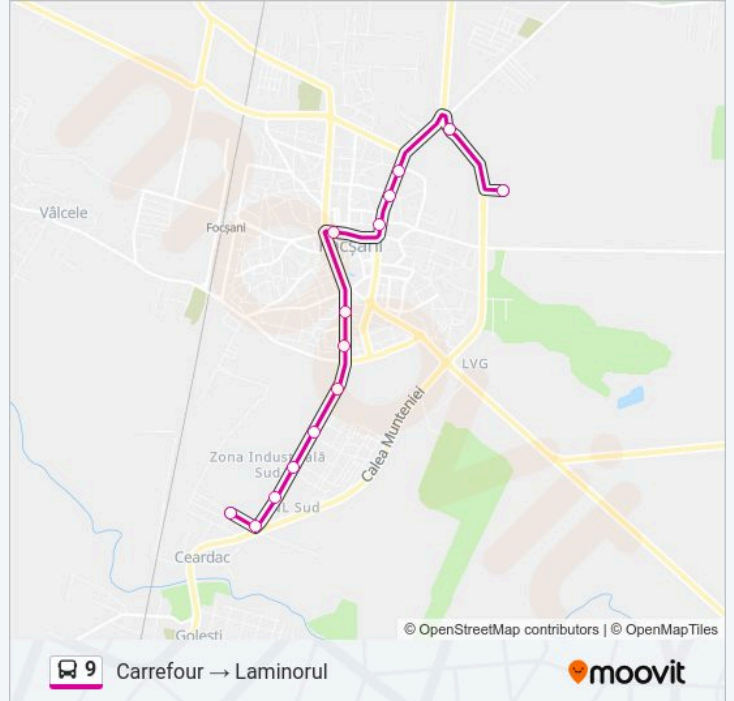 Vâlcele
Focșani
Focșani
LVG
Calea Munteniei
Zona Industrială
Sud
IL Sud
Ceardac
Golești
© OpenStreetMap contributors | © OpenMapTiles
9 Carrefour → Laminorul
moovit